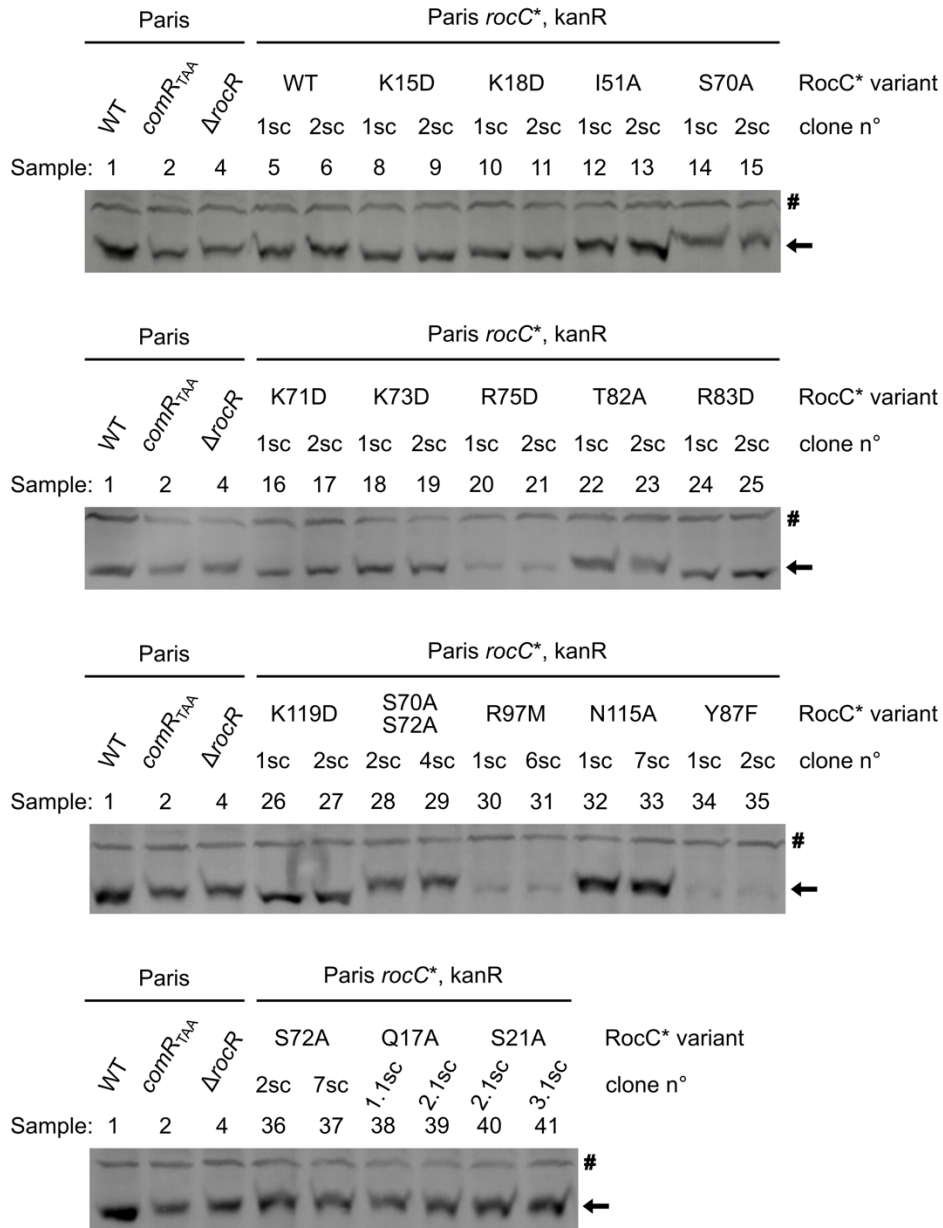 Paris Paris rocC*, kanR
WT comR_TAA ΔrocR WT K15D K18D I51A S70A RocC* variant
1sc 2sc 1sc 2sc 1sc 2sc 1sc 2sc 1sc 2sc clone n°
Sample: 1 2 4 5 6 8 9 10 11 12 13 14 15
#
Paris Paris rocC*, kanR
WT comR_TAA ΔrocR K71D K73D R75D T82A R83D RocC* variant
1sc 2sc 1sc 2sc 1sc 2sc 1sc 2sc 1sc 2sc clone n°
Sample: 1 2 4 16 17 18 19 20 21 22 23 24 25
#
Paris Paris rocC*, kanR
WT comR_TAA ΔrocR K119D S70A S72A R97M N115A Y87F RocC* variant
1sc 2sc 2sc 4sc 1sc 6sc 1sc 7sc 1sc 2sc clone n°
Sample: 1 2 4 26 27 28 29 30 31 32 33 34 35
#
Paris Paris rocC*, kanR
WT comR_TAA ΔrocR S72A Q17A S21A RocC* variant
2sc 7sc 1.1sc 2.1sc 2.1sc 3.1sc clone n°
Sample: 1 2 4 36 37 38 39 40 41
#